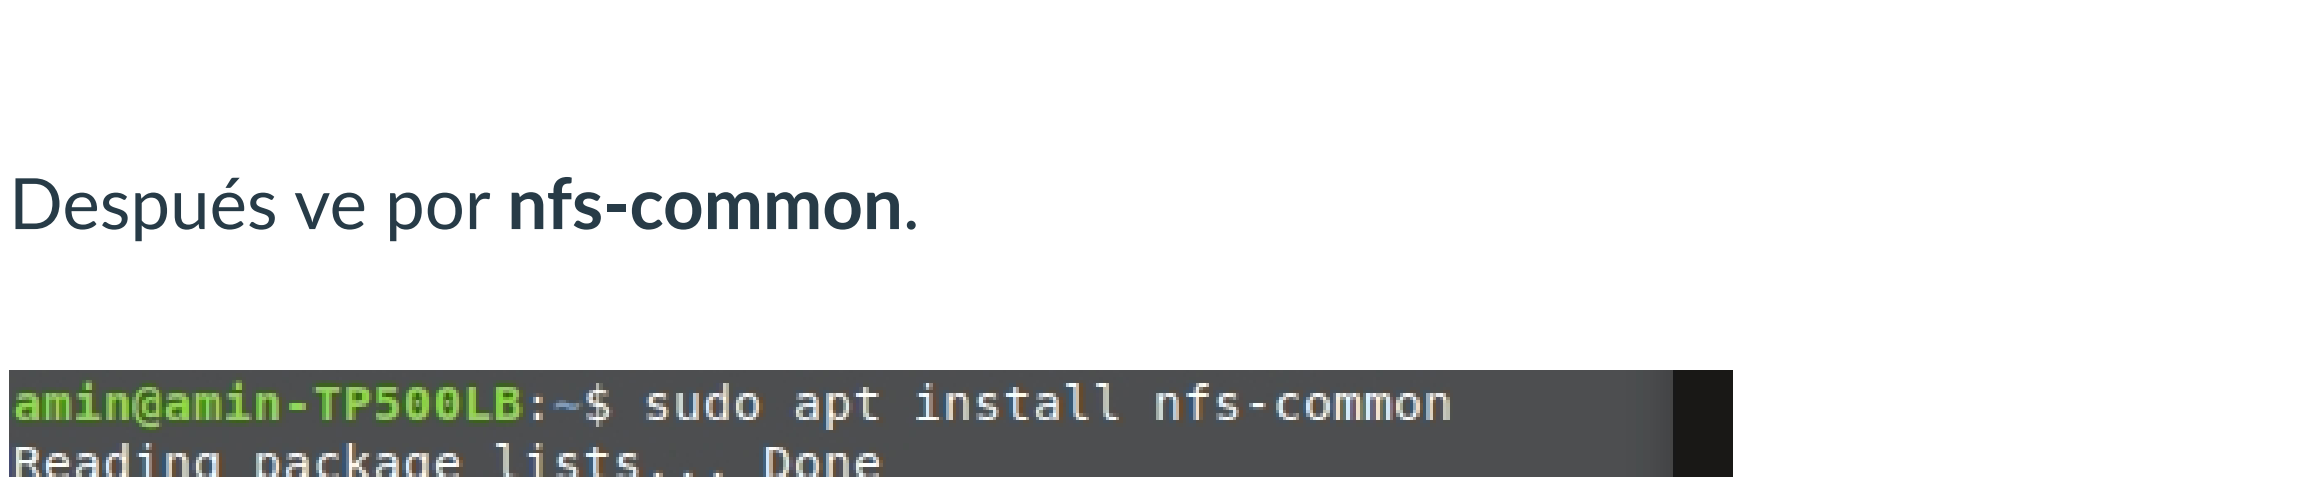 Después ve por nfs-common.
amin@amin-TP500LB:~$ sudo apt install nfs-common
Reading package lists... Done